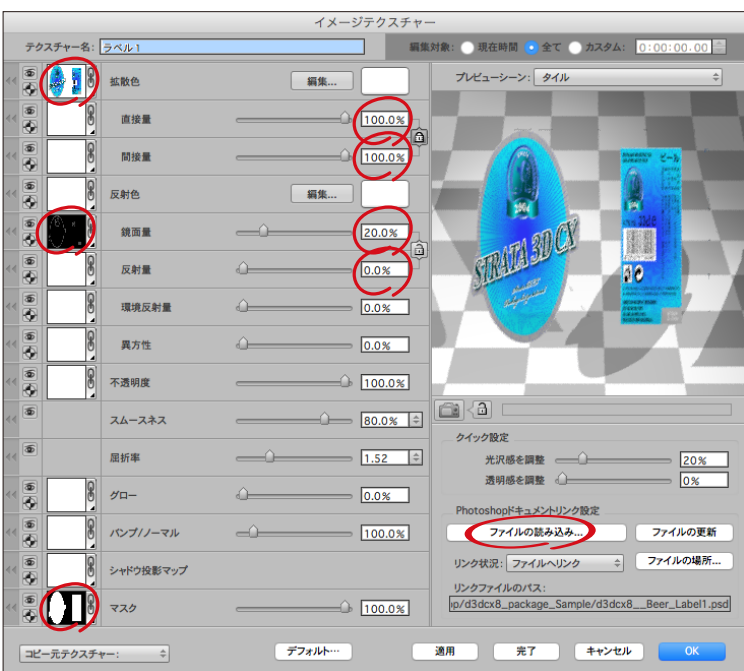 イメージテクスチャー
テクスチャー名: ラベル1
編集対象: 現在時間 全て カスタム: 0:00:00.00
拡散色 編集...
直接量 100.0%
間接量 100.0%
反射色 編集...
鏡面量 20.0%
反射量 0.0%
環境反射量 0.0%
異方性 0.0%
不透明度 100.0%
スムースネス 80.0%
屈折率 1.52
グロー 0.0%
バンプ/ノーマル 100.0%
シャドウ投影マップ
マスク 100.0%
プレビューシーン: タイル
STRATA 3D CX
ビール
クイック設定
光沢感を調整 20%
透明感を調整 0%
Photoshopドキュメントリンク設定
ファイルの読み込み... ファイルの更新
リンク状況: ファイルへリンク ファイルの場所...
リンクファイルのパス:
op/d3dcx8_package_Sample/d3dcx8__Beer_Label1.psd
コピー元テクスチャー: デフォルト… 適用 完了 キャンセル OK